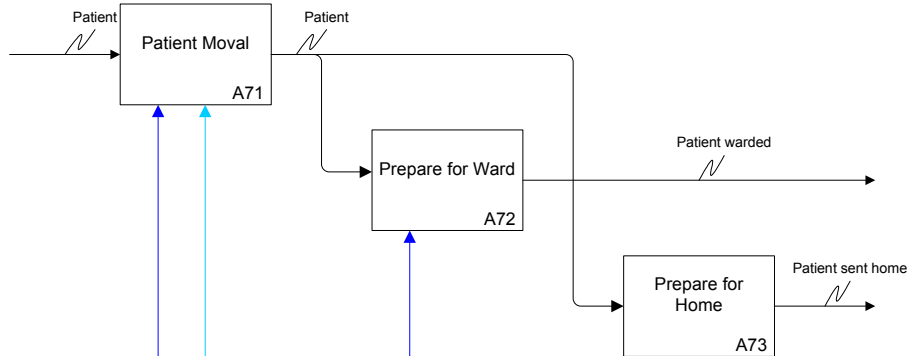 Patient
Patient
Patient Moval
A71
Patient warded
Prepare for Ward
A72
Patient sent home
Prepare for
Home
A73